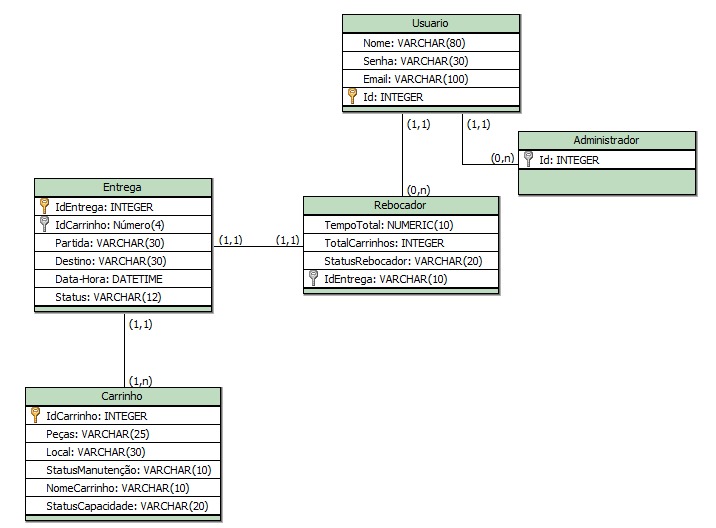 Usuario
Nome: VARCHAR(80)
Senha: VARCHAR(30)
Email: VARCHAR(100)
Id: INTEGER
(1,1)
(1,1)
Administrador
Id: INTEGER
(0,n)
(0,n)
Entrega
IdEntrega: INTEGER
IdCarrinho: Número(4)
Partida: VARCHAR(30)
Destino: VARCHAR(30)
Data-Hora: DATETIME
Status: VARCHAR(12)
(1,1)
(1,1)
Rebocador
TempoTotal: NUMERIC(10)
TotalCarrinhos: INTEGER
StatusRebocador: VARCHAR(20)
IdEntrega: VARCHAR(10)
(1,1)
(1,n)
Carrinho
IdCarrinho: INTEGER
Peças: VARCHAR(25)
Local: VARCHAR(30)
StatusManutenção: VARCHAR(10)
NomeCarrinho: VARCHAR(10)
StatusCapacidade: VARCHAR(20)